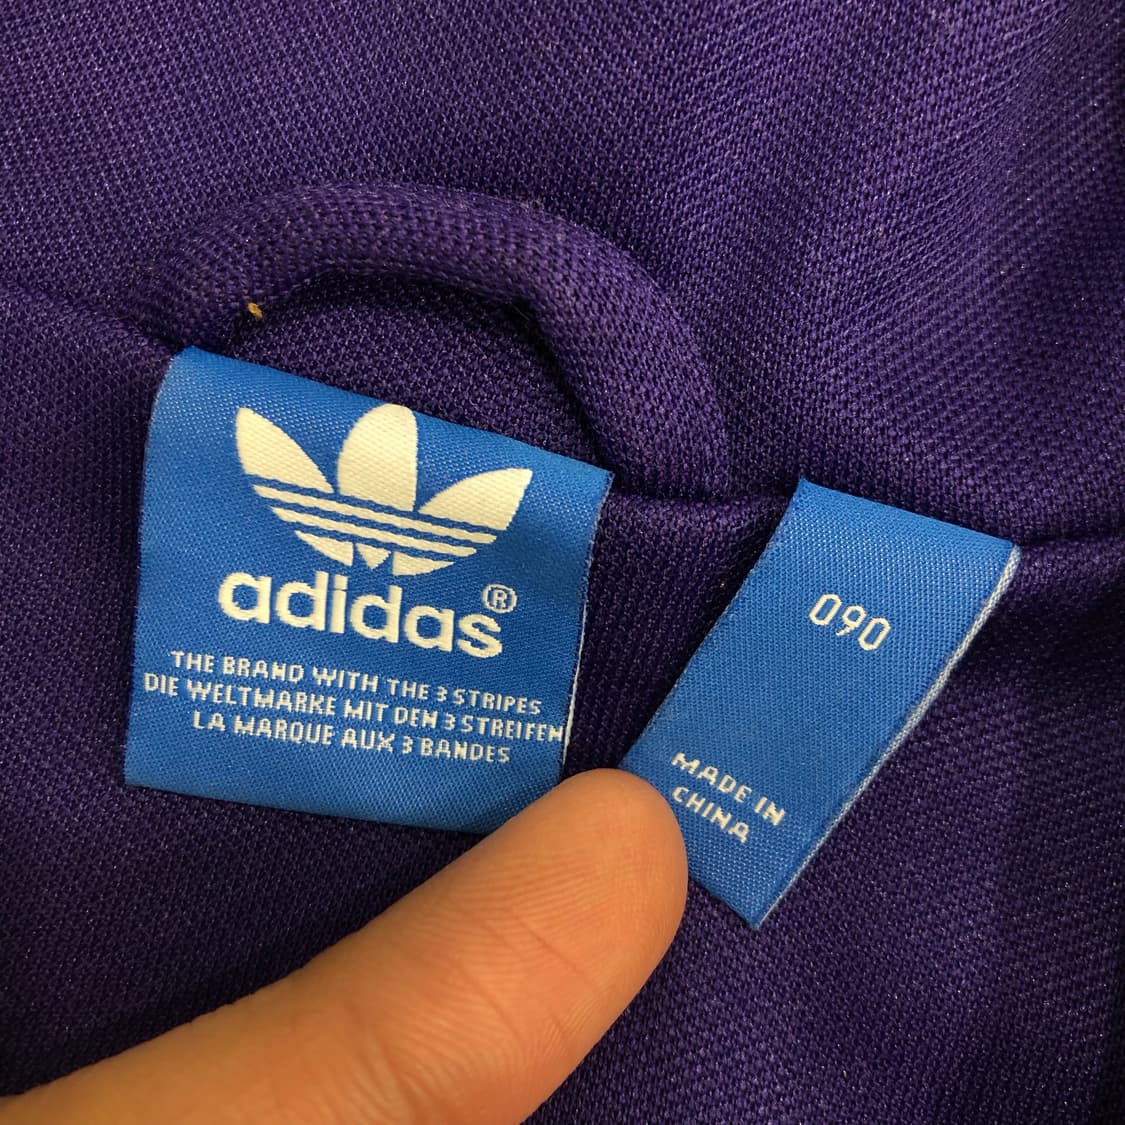 adidas®
THE BRAND WITH THE 3 STRIPES
DIE WELTMARKE MIT DEN 3 STREIFEN
LA MARQUE AUX 3 BANDES
090
MADE IN
CHINA